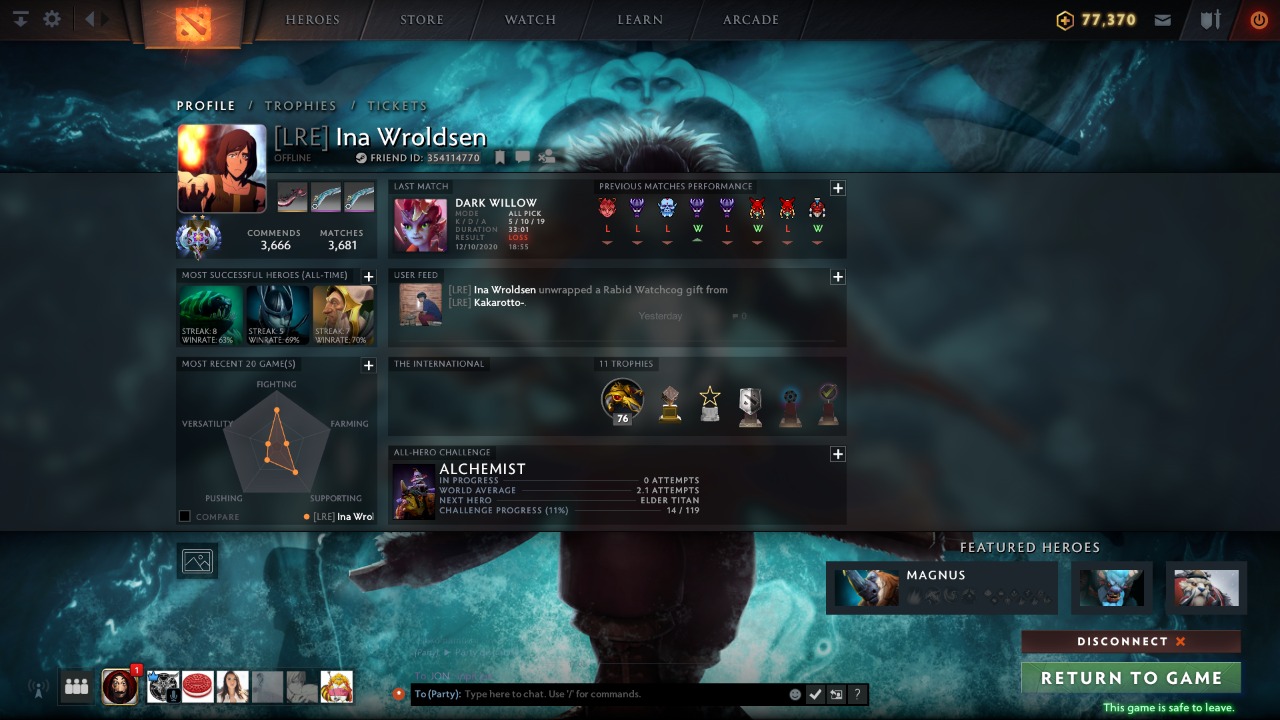 HEROES
STORE
WATCH
LEARN
ARCADE
77,370
PROFILE / TROPHIES / TICKETS
[LRE] Ina Wroldsen
OFFLINE
FRIEND ID: 354114770
COMMENDS
3,666
MATCHES
3,681
LAST MATCH
DARK WILLOW
MODE ALL PICK
K / D / A 5 / 10 / 19
DURATION 33:01
RESULT LOSS
12/10/2020 18:55
PREVIOUS MATCHES PERFORMANCE
L L L W L W L W
MOST SUCCESSFUL HEROES (ALL-TIME)
STREAK: 8
WINRATE: 63%
STREAK: 5
WINRATE: 69%
STREAK: 7
WINRATE: 70%
USER FEED
[LRE] Ina Wroldsen unwrapped a Rabid Watchcog gift from
[LRE] Kakarotto-.
Yesterday
0
MOST RECENT 20 GAME(S)
FIGHTING
VERSATILITY
FARMING
PUSHING
SUPPORTING
COMPARE
[LRE] Ina Wrol
THE INTERNATIONAL
11 TROPHIES
76
ALL-HERO CHALLENGE
ALCHEMIST
IN PROGRESS 0 ATTEMPTS
WORLD AVERAGE 2.1 ATTEMPTS
NEXT HERO ELDER TITAN
CHALLENGE PROGRESS (11%) 14 / 119
FEATURED HEROES
MAGNUS
DISCONNECT
RETURN TO GAME
This game is safe to leave.
1
To (Party): Type here to chat. Use '/' for commands.
?